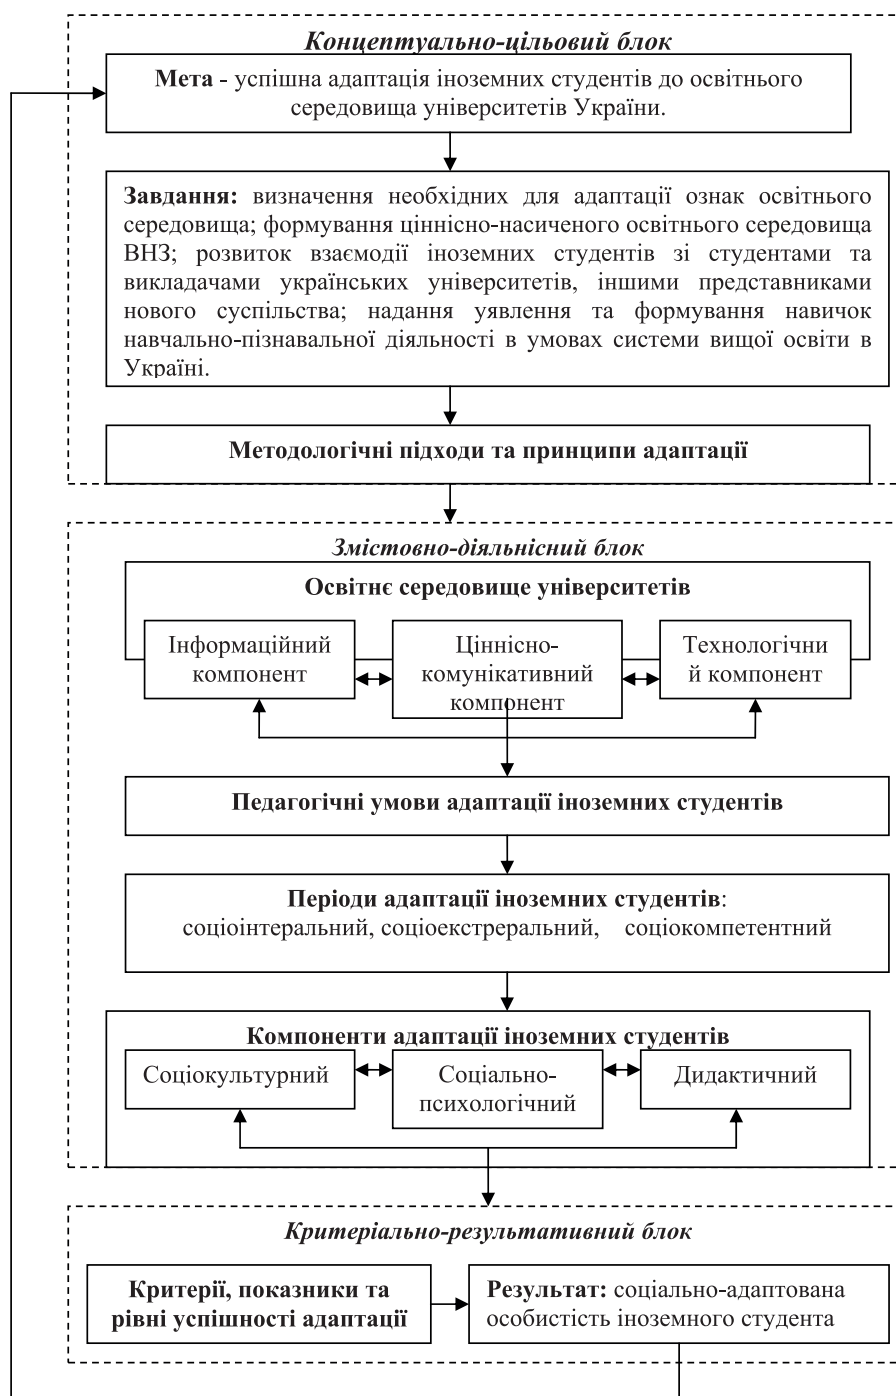 Концептуально-цільовий блок
Мета - успішна адаптація іноземних студентів до освітнього
середовища університетів України.
Завдання: визначення необхідних для адаптації ознак освітнього
середовища; формування ціннісно-насиченого освітнього середовища
ВНЗ; розвиток взаємодії іноземних студентів зі студентами та
викладачами українських університетів, іншими представниками
нового суспільства; надання уявлення та формування навичок
навчально-пізнавальної діяльності в умовах системи вищої освіти в
Україні.
Методологічні підходи та принципи адаптації
Змістовно-діяльнісний блок
Освітнє середовище університетів
Інформаційний
компонент
Ціннісно-
комунікативний
компонент
Технологічни
й компонент
Педагогічні умови адаптації іноземних студентів
Періоди адаптації іноземних студентів:
соціоінтеральний, соціоекстреральний, соціокомпетентний
Компоненти адаптації іноземних студентів
Соціокультурний
Соціально-
психологічний
Дидактичний
Критеріально-результативний блок
Критерії, показники та
рівні успішності адаптації
Результат: соціально-адаптована
особистість іноземного студента